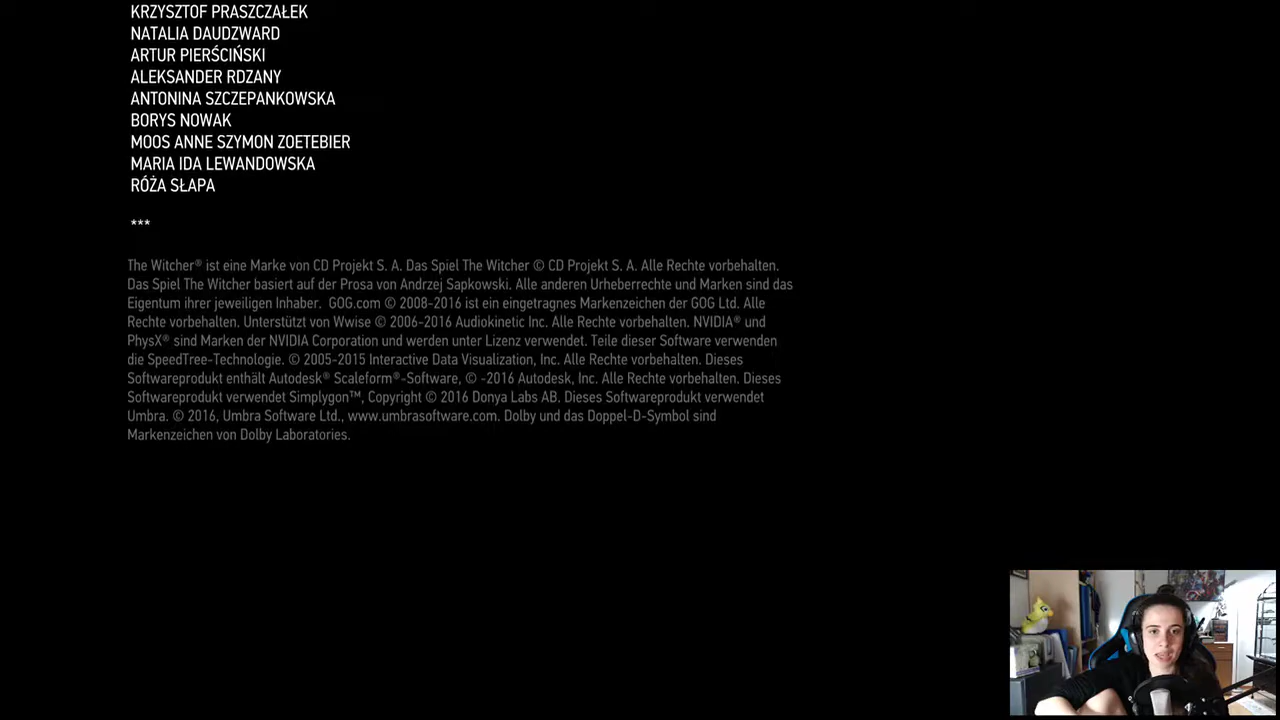 KRZYSZTOF PRASZCZAŁEK
NATALIA DAUDZWARD
ARTUR PIERŚCIŃSKI
ALEKSANDER RDZANY
ANTONINA SZCZEPANKOWSKA
BORYS NOWAK
MOOS ANNE SZYMON ZOETEBIER
MARIA IDA LEWANDOWSKA
RÓŻA SŁAPA
***
The Witcher® ist eine Marke von CD Projekt S. A. Das Spiel The Witcher © CD Projekt S. A. Alle Rechte vorbehalten.
Das Spiel The Witcher basiert auf der Prosa von Andrzej Sapkowski. Alle anderen Urheberrechte und Marken sind das
Eigentum ihrer jeweiligen Inhaber. GOG.com © 2008-2016 ist ein eingetragnes Markenzeichen der GOG Ltd. Alle
Rechte vorbehalten. Unterstützt von Wwise © 2006-2016 Audiokinetic Inc. Alle Rechte vorbehalten. NVIDIA® und
PhysX® sind Marken der NVIDIA Corporation und werden unter Lizenz verwendet. Teile dieser Software verwenden
die SpeedTree-Technologie. © 2005-2015 Interactive Data Visualization, Inc. Alle Rechte vorbehalten. Dieses
Softwareprodukt enthält Autodesk® Scaleform®-Software, © -2016 Autodesk, Inc. Alle Rechte vorbehalten. Dieses
Softwareprodukt verwendet Simplygon™, Copyright © 2016 Donya Labs AB. Dieses Softwareprodukt verwendet
Umbra. © 2016, Umbra Software Ltd., www.umbrasoftware.com. Dolby und das Doppel-D-Symbol sind
Markenzeichen von Dolby Laboratories.